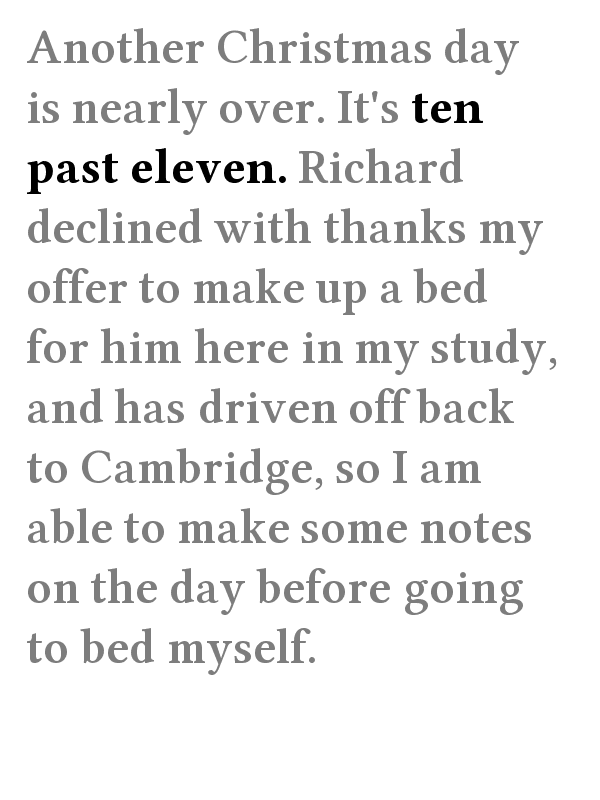 Another Christmas day
is nearly over. It's ten
past eleven. Richard
declined with thanks my
offer to make up a bed
for him here in my study,
and has driven off back
to Cambridge, so I am
able to make some notes
on the day before going
to bed myself.